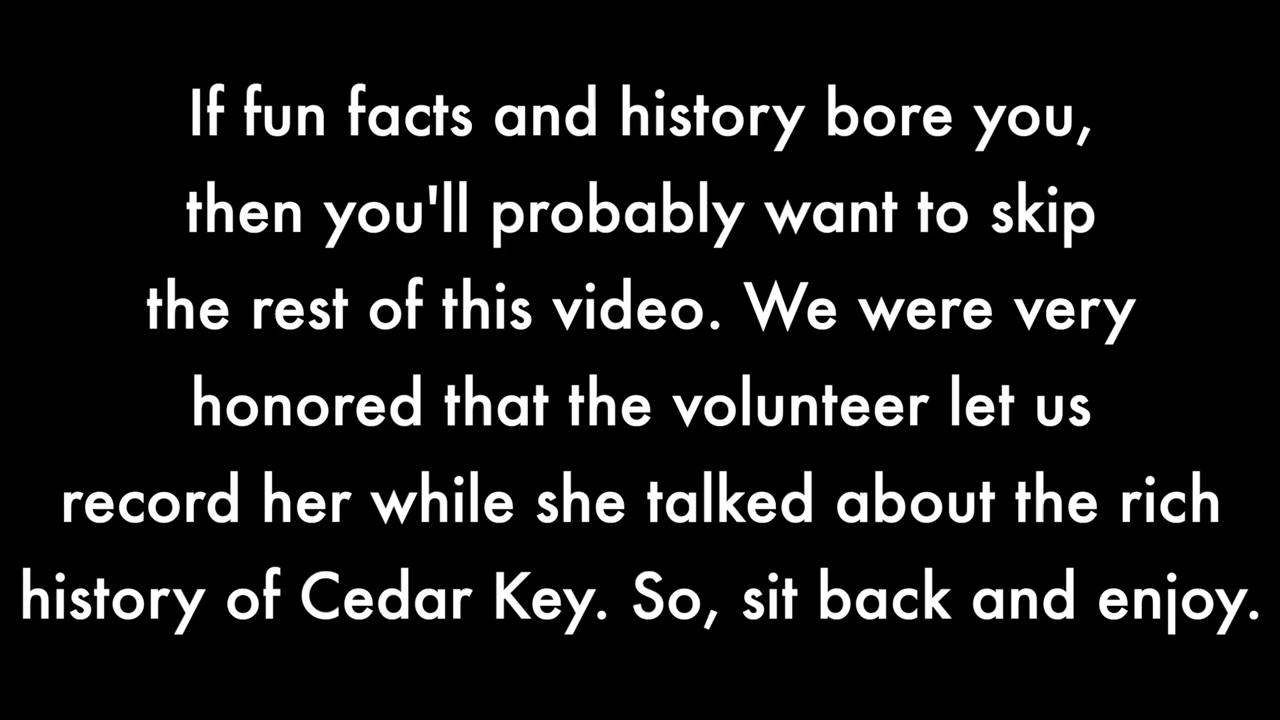 If fun facts and history bore you,
then you'll probably want to skip
the rest of this video. We were very
honored that the volunteer let us
record her while she talked about the rich
history of Cedar Key. So, sit back and enjoy.